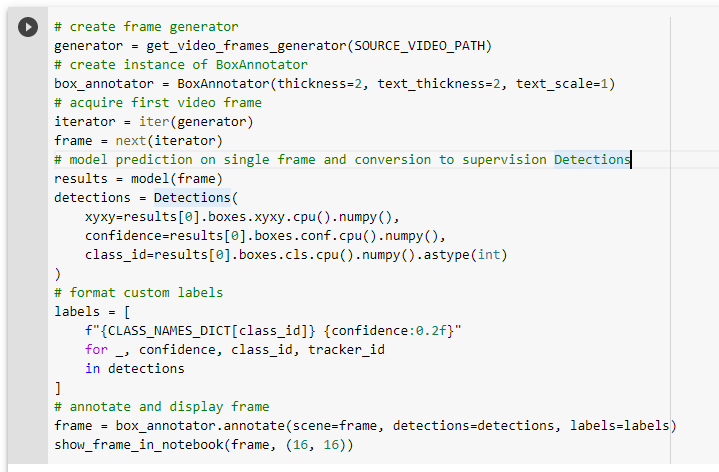 # create frame generator
generator = get_video_frames_generator(SOURCE_VIDEO_PATH)
# create instance of BoxAnnotator
box_annotator = BoxAnnotator(thickness=2, text_thickness=2, text_scale=1)
# acquire first video frame
iterator = iter(generator)
frame = next(iterator)
# model prediction on single frame and conversion to supervision Detections
results = model(frame)
detections = Detections(
    xyxy=results[0].boxes.xyxy.cpu().numpy(),
    confidence=results[0].boxes.conf.cpu().numpy(),
    class_id=results[0].boxes.cls.cpu().numpy().astype(int)
)
# format custom labels
labels = [
    f"{CLASS_NAMES_DICT[class_id]} {confidence:0.2f}"
    for _, confidence, class_id, tracker_id
    in detections
]
# annotate and display frame
frame = box_annotator.annotate(scene=frame, detections=detections, labels=labels)
show_frame_in_notebook(frame, (16, 16))